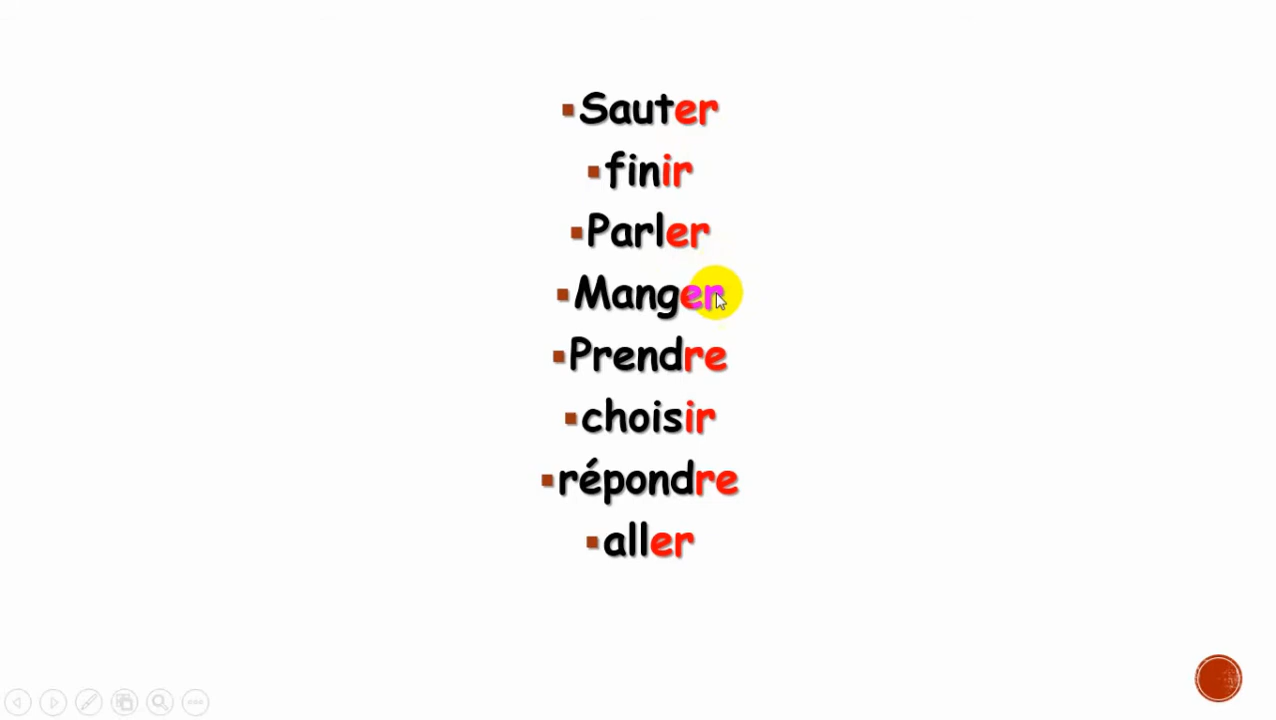 Sauter
finir
Parler
Manger
Prendre
choisir
répondre
aller